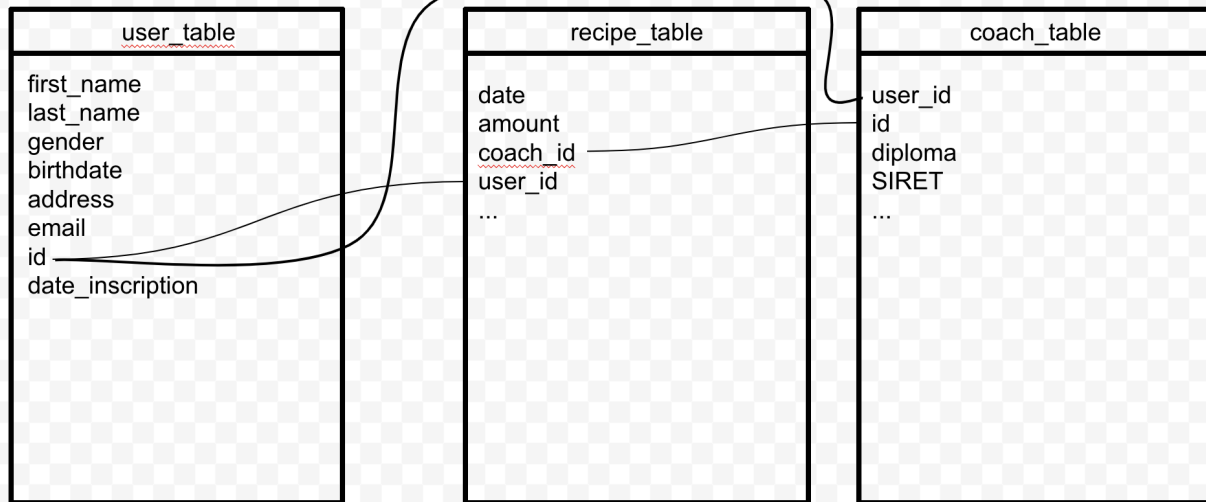 user_table
first_name
last_name
gender
birthdate
address
email
id
date_inscription
recipe_table
date
amount
coach_id
user_id
...
coach_table
user_id
id
diploma
SIRET
...